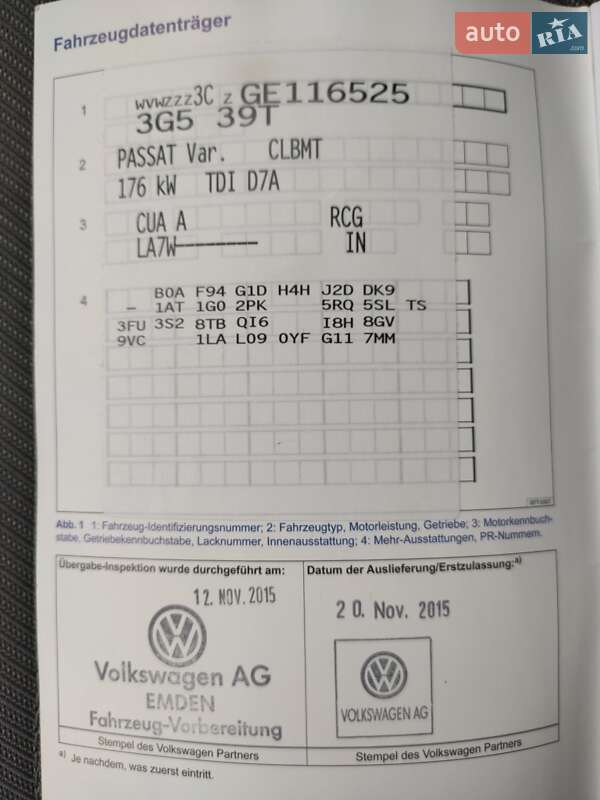 auto RIA .com
Fahrzeugdatenträger
1 WVWZZZ3C Z GE116525
3G5 39T
2 PASSAT Var. CLBMT
176 kW TDI D7A
3 CUA A RCG
LA7W--------- IN
4 B0A F94 G1D H4H J2D DK9
- 1AT 1G0 2PK 5RQ 5SL TS
3FU 3S2 8TB QI6 I8H 8GV
9VC 1LA L09 0YF G11 7MM
Abb. 1 1: Fahrzeug-Identifizierungsnummer; 2: Fahrzeugtyp, Motorleistung, Getriebe; 3: Motorkennbuch-
stabe, Getriebekennbuchstabe, Lacknummer, Innenausstattung; 4: Mehr-Ausstattungen, PR-Nummern.
Übergabe-Inspektion wurde durchgeführt am:
12. NOV. 2015
Volkswagen AG
EMDEN
Fahrzeug-Vorbereitung
Stempel des Volkswagen Partners
Datum der Auslieferung/Erstzulassung:a)
20. Nov. 2015
VOLKSWAGEN AG
Stempel des Volkswagen Partners
a) Je nachdem, was zuerst eintritt.